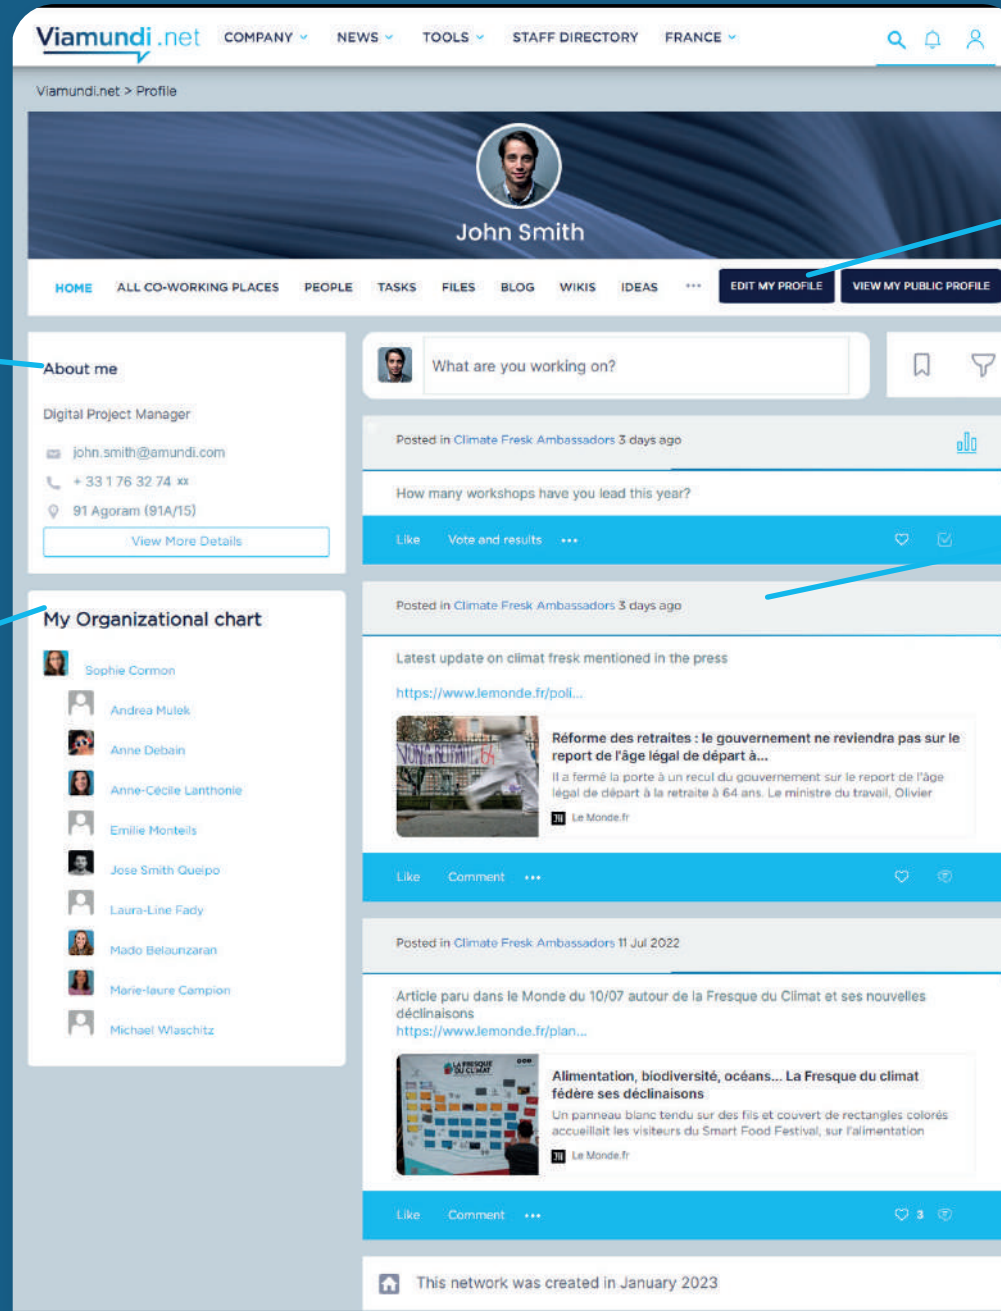 Viamundi.net COMPANY NEWS TOOLS STAFF DIRECTORY FRANCE
Viamundi.net > Profile
John Smith
HOME ALL CO-WORKING PLACES PEOPLE TASKS FILES BLOG WIKIS IDEAS ••• EDIT MY PROFILE VIEW MY PUBLIC PROFILE
About me
Digital Project Manager
john.smith@amundi.com
+ 33 1 76 32 74 xx
91 Agoram (91A/15)
View More Details
My Organizational chart
Sophie Cormon
Andrea Mulek
Anne Debain
Anne-Cécile Lanthonie
Emilie Monteils
Jose Smith Queipo
Laura-Line Fady
Mado Belaunzaran
Marie-laure Campion
Michael Wlaschitz
What are you working on?
Posted in Climate Fresk Ambassadors 3 days ago
How many workshops have you lead this year?
Like Vote and results •••
Posted in Climate Fresk Ambassadors 3 days ago
Latest update on climat fresk mentioned in the press
https://www.lemonde.fr/poli...
Réforme des retraites : le gouvernement ne reviendra pas sur le
report de l'âge légal de départ à...
Il a fermé la porte à un recul du gouvernement sur le report de l'âge
légal de départ à la retraite à 64 ans. Le ministre du travail, Olivier
Le Monde.fr
Like Comment •••
Posted in Climate Fresk Ambassadors 11 Jul 2022
Article paru dans le Monde du 10/07 autour de la Fresque du Climat et ses nouvelles
déclinaisons
https://www.lemonde.fr/plan...
LA FRESQUE
DU CLIMAT
Alimentation, biodiversité, océans... La Fresque du climat
fédère ses déclinaisons
Un panneau blanc tendu sur des fils et couvert de rectangles colorés
accueillait les visiteurs du Smart Food Festival, sur l'alimentation
Le Monde.fr
Like Comment ••• 3
This network was created in January 2023